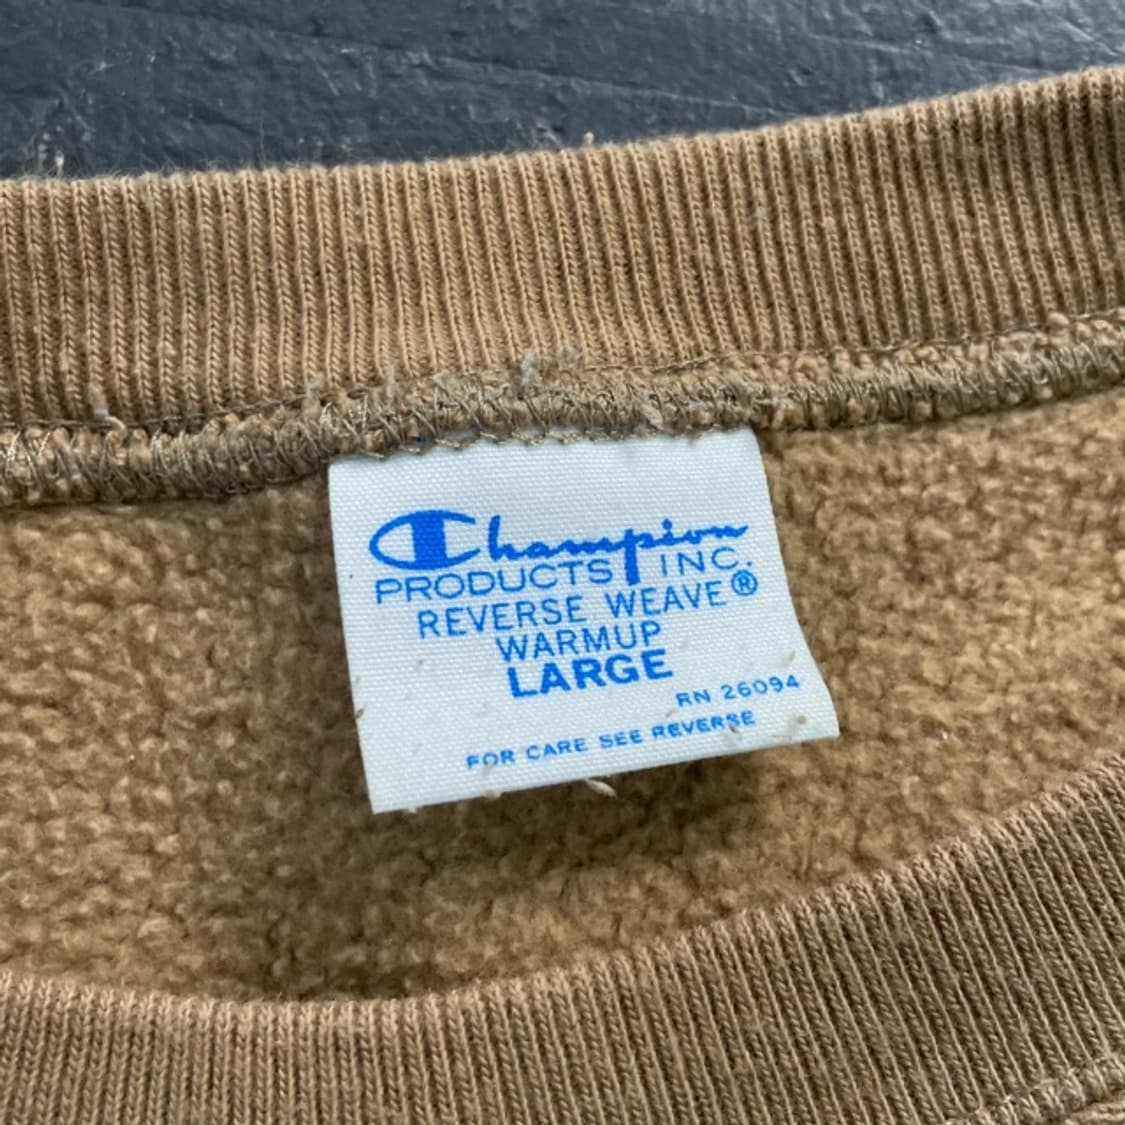 Champion
PRODUCTS INC.
REVERSE WEAVE®
WARMUP
LARGE
RN 26094
FOR CARE SEE REVERSE